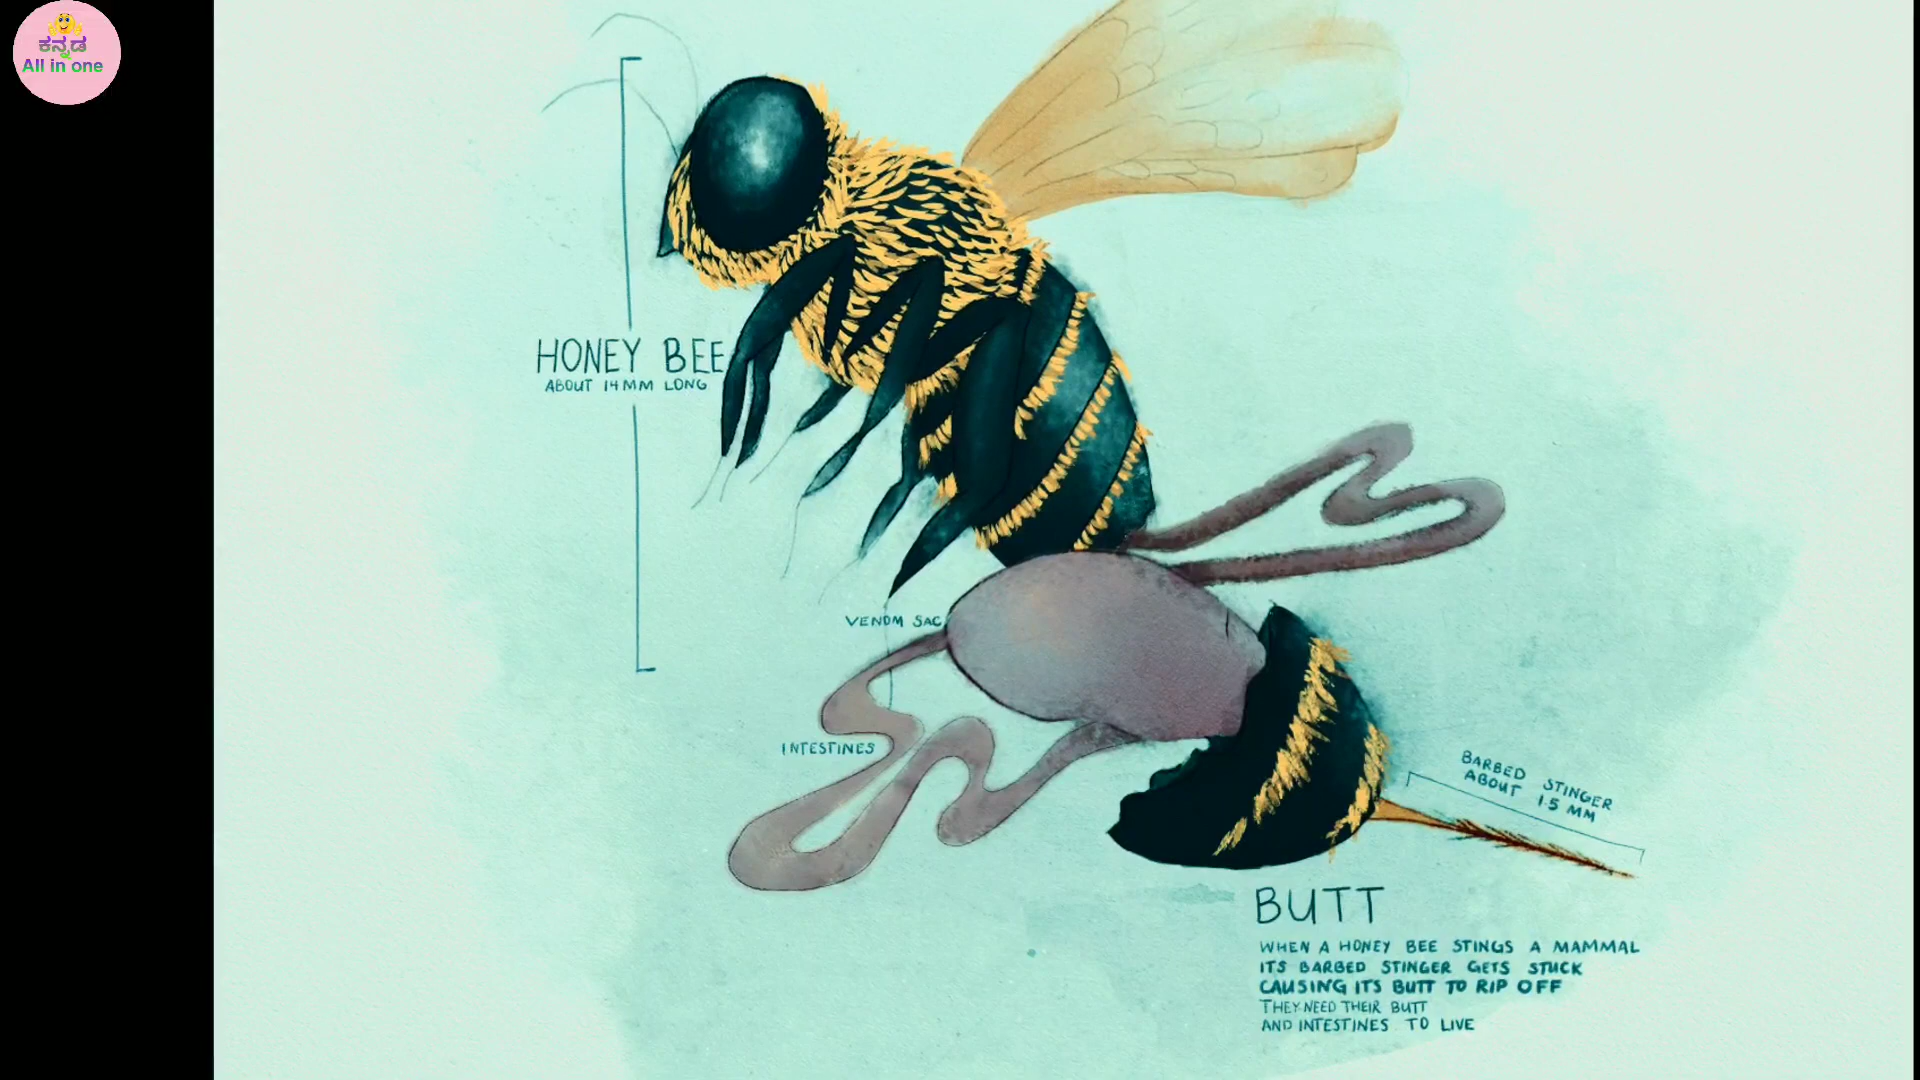 ಕನ್ನಡ
All in one
HONEY BEE
ABOUT 14MM LONG
VENOM SAC
INTESTINES
BARBED STINGER
ABOUT 1.5 MM
BUTT
WHEN A HONEY BEE STINGS A MAMMAL
ITS BARBED STINGER GETS STUCK
CAUSING ITS BUTT TO RIP OFF
THEY NEED THEIR BUTT
AND INTESTINES TO LIVE